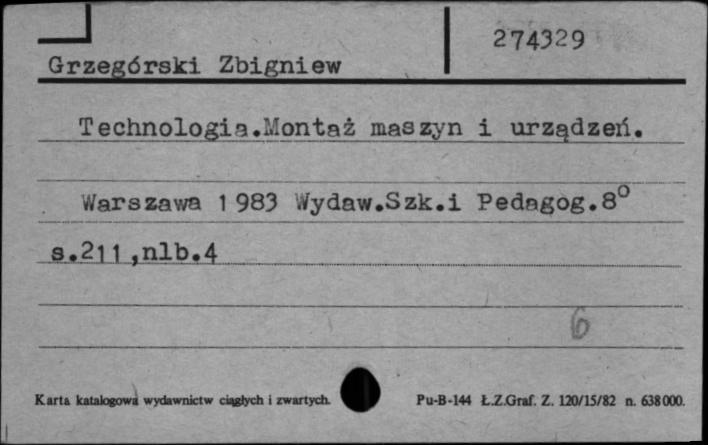 274329
Grzegórski Zbigniew
Technologia.Montaż maszyn i urządzeń.
Warszawa 1983 Wydaw.Szk.i Pedagog.8°
s.211,nlb.4
6
Karta katalogowa wydawnictw ciągłych i zwartych.
Pu-B-144 Ł.Z.Graf. Z. 120/15/82 n. 638000.